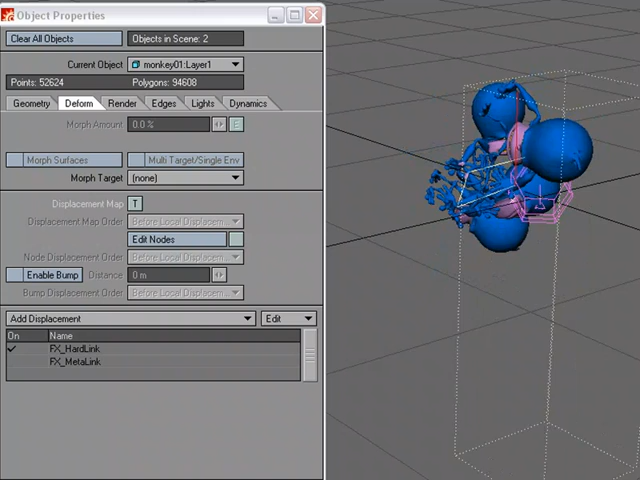 Object Properties
Clear All Objects Objects in Scene: 2
Current Object monkey01:Layer1
Points: 52624 Polygons: 94608
Geometry Deform Render Edges Lights Dynamics
Morph Amount 0.0 % E
Morph Surfaces Multi Target/Single Env
Morph Target (none)
Displacement Map T
Displacement Map Order Before Local Displacem...
Edit Nodes
Node Displacement Order Before Local Displacem...
Enable Bump Distance 0 m
Bump Displacement Order Before Local Displacem...
Add Displacement Edit
On Name
FX_HardLink
FX_MetaLink